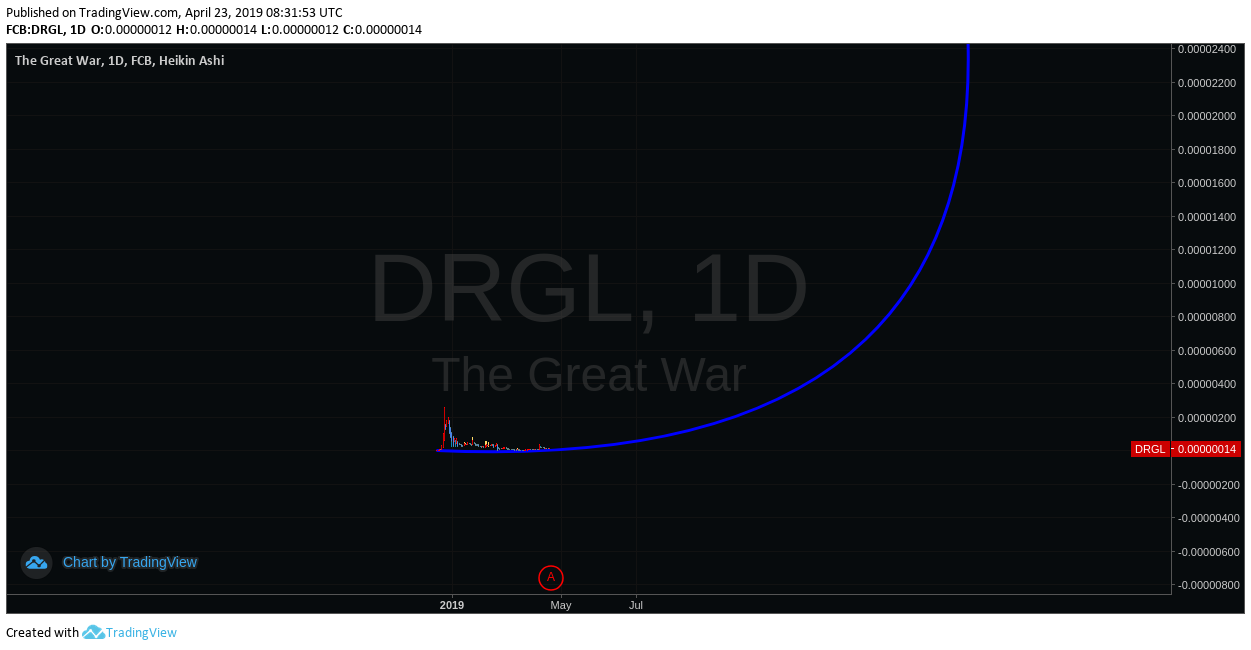 Published on TradingView.com, April 23, 2019 08:31:53 UTC
FCB:DRGL, 1D O:0.00000012 H:0.00000014 L:0.00000012 C:0.00000014
The Great War, 1D, FCB, Heikin Ashi
DRGL, 1D
The Great War
0.00002400
0.00002200
0.00002000
0.00001800
0.00001600
0.00001400
0.00001200
0.00001000
0.00000800
0.00000600
0.00000400
0.00000200
DRGL 0.00000014
-0.00000200
-0.00000400
-0.00000600
-0.00000800
Chart by TradingView
A
2019 May Jul
Created with TradingView